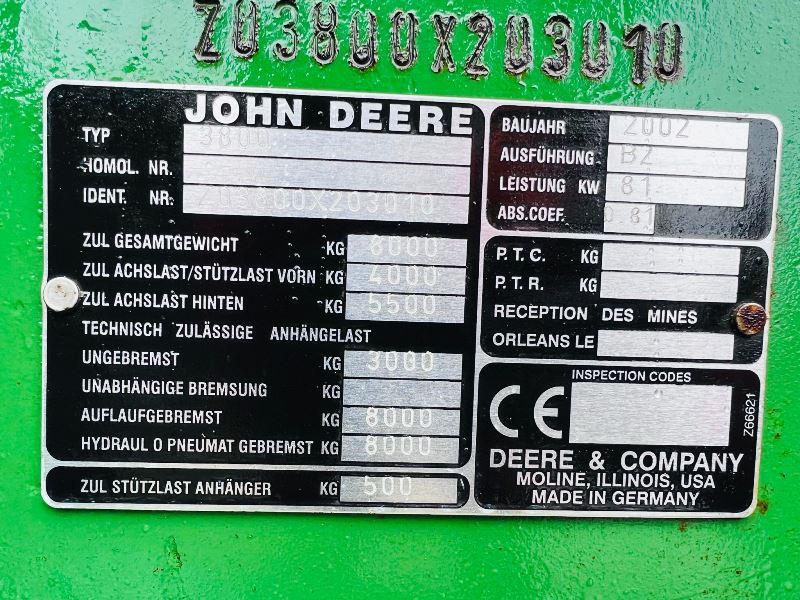 Z03800X203010
JOHN DEERE
TYP 3800
HOMOL. NR.
IDENT. NR. Z03800X203010
ZUL GESAMTGEWICHT KG 8000
ZUL ACHSLAST/STÜTZLAST VORN KG 4000
ZUL ACHSLAST HINTEN KG 5500
TECHNISCH ZULÄSSIGE ANHÄNGELAST
UNGEBREMST KG 3000
UNABHÄNGIGE BREMSUNG KG
AUFLAUFGEBREMST KG 8000
HYDRAUL O PNEUMAT GEBREMST KG 8000
ZUL STÜTZLAST ANHÄNGER KG 500
BAUJAHR 2002
AUSFÜHRUNG B2
LEISTUNG KW 81
ABS.COEF. 0.81
P.T.C. KG
P.T.R. KG
RECEPTION DES MINES
ORLEANS LE
INSPECTION CODES
CE
Z66621
DEERE & COMPANY
MOLINE, ILLINOIS, USA
MADE IN GERMANY